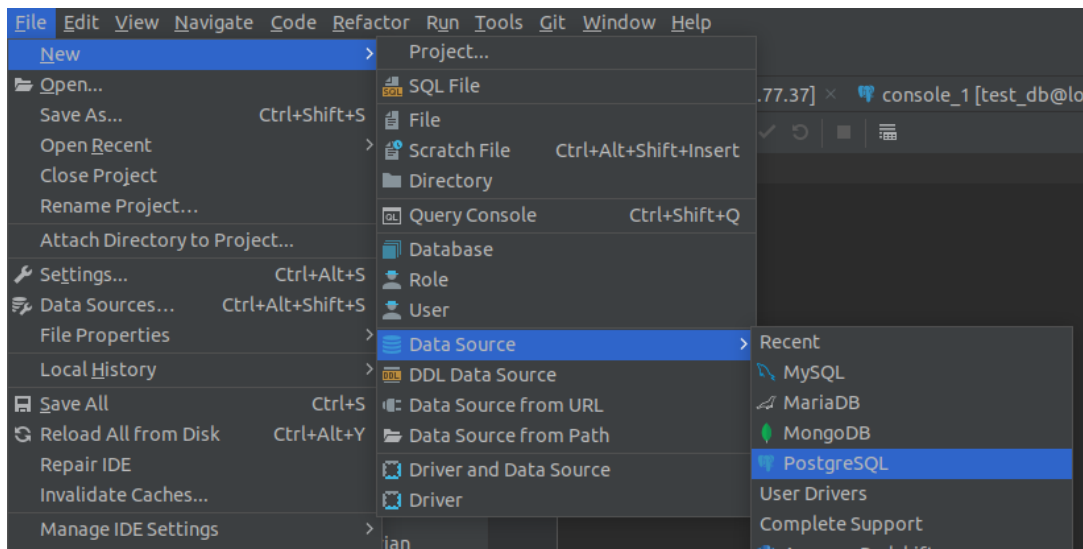 File Edit View Navigate Code Refactor Run Tools Git Window Help
New
Open...
Save As... Ctrl+Shift+S
Open Recent
Close Project
Rename Project...
Attach Directory to Project...
Settings... Ctrl+Alt+S
Data Sources... Ctrl+Alt+Shift+S
File Properties
Local History
Save All Ctrl+S
Reload All from Disk Ctrl+Alt+Y
Repair IDE
Invalidate Caches...
Manage IDE Settings
Project...
SQL File
File
Scratch File Ctrl+Alt+Shift+Insert
Directory
Query Console Ctrl+Shift+Q
Database
Role
User
Data Source
DDL Data Source
Data Source from URL
Data Source from Path
Driver and Data Source
Driver
.77.37] console_1 [test_db@lo
Recent
MySQL
MariaDB
MongoDB
PostgreSQL
User Drivers
Complete Support